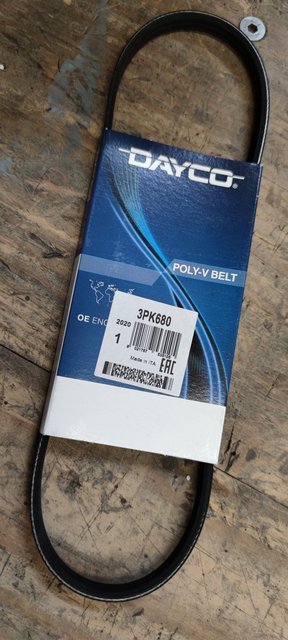 DAYCO®
POLY-V BELT
OE
3PK680
2020
1
Made in ITA
EAC